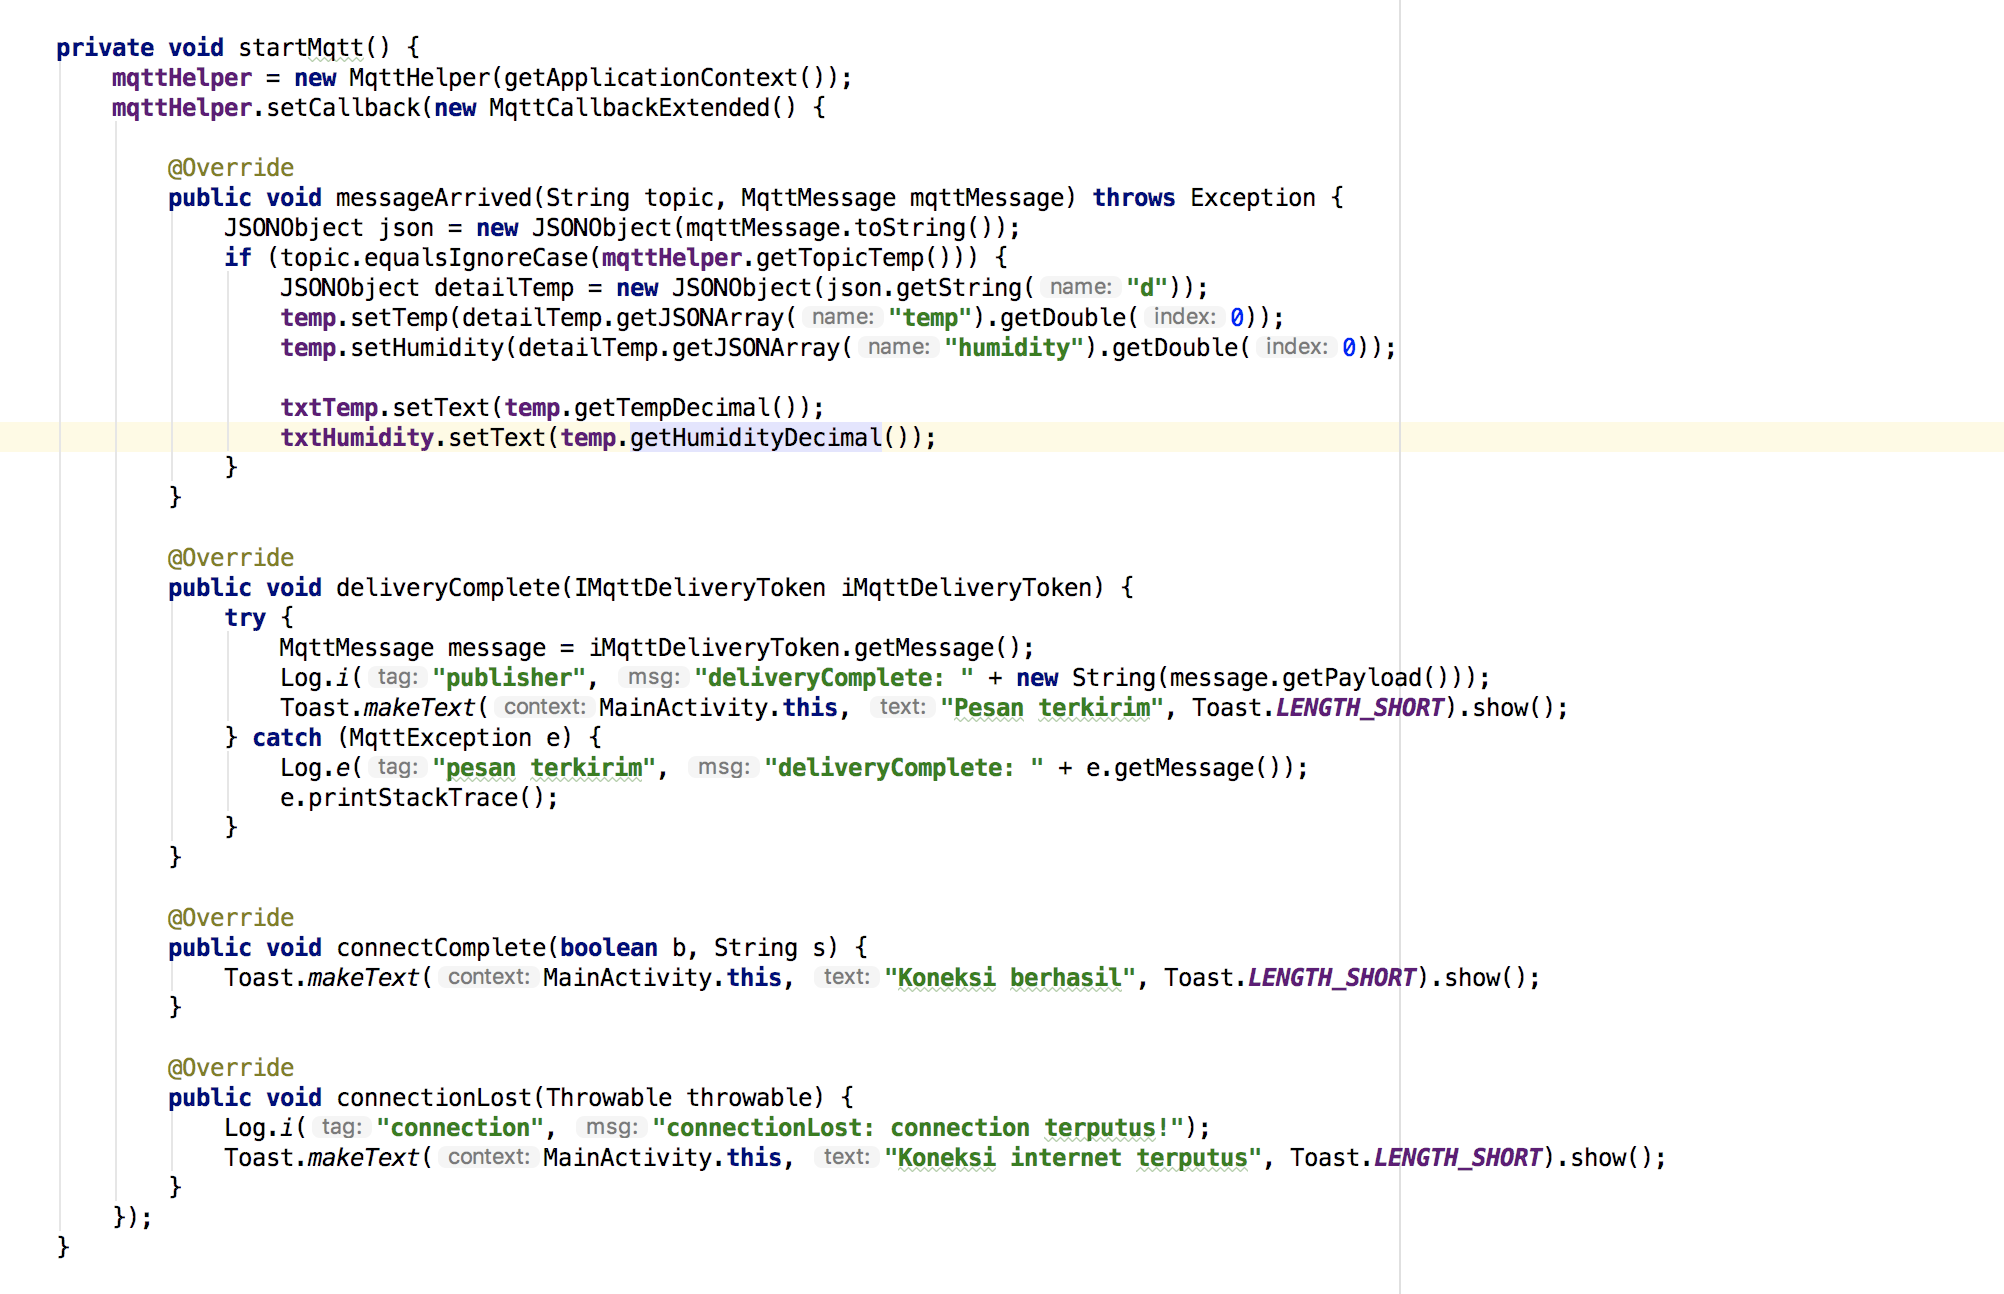 private void startMqtt() {
mqttHelper = new MqttHelper(getApplicationContext());
mqttHelper.setCallback(new MqttCallbackExtended() {
@Override
public void messageArrived(String topic, MqttMessage mqttMessage) throws Exception {
JSONObject json = new JSONObject(mqttMessage.toString());
if (topic.equalsIgnoreCase(mqttHelper.getTopicTemp())) {
JSONObject detailTemp = new JSONObject(json.getString( name: "d"));
temp.setTemp(detailTemp.getJSONArray( name: "temp").getDouble( index: 0));
temp.setHumidity(detailTemp.getJSONArray( name: "humidity").getDouble( index: 0));
txtTemp.setText(temp.getTempDecimal());
txtHumidity.setText(temp.getHumidityDecimal());
}
}
@Override
public void deliveryComplete(IMqttDeliveryToken iMqttDeliveryToken) {
try {
MqttMessage message = iMqttDeliveryToken.getMessage();
Log.i( tag: "publisher", msg: "deliveryComplete: " + new String(message.getPayload()));
Toast.makeText( context: MainActivity.this, text: "Pesan terkirim", Toast.LENGTH_SHORT).show();
} catch (MqttException e) {
Log.e( tag: "pesan terkirim", msg: "deliveryComplete: " + e.getMessage());
e.printStackTrace();
}
}
@Override
public void connectComplete(boolean b, String s) {
Toast.makeText( context: MainActivity.this, text: "Koneksi berhasil", Toast.LENGTH_SHORT).show();
}
@Override
public void connectionLost(Throwable throwable) {
Log.i( tag: "connection", msg: "connectionLost: connection terputus!");
Toast.makeText( context: MainActivity.this, text: "Koneksi internet terputus", Toast.LENGTH_SHORT).show();
}
});
}